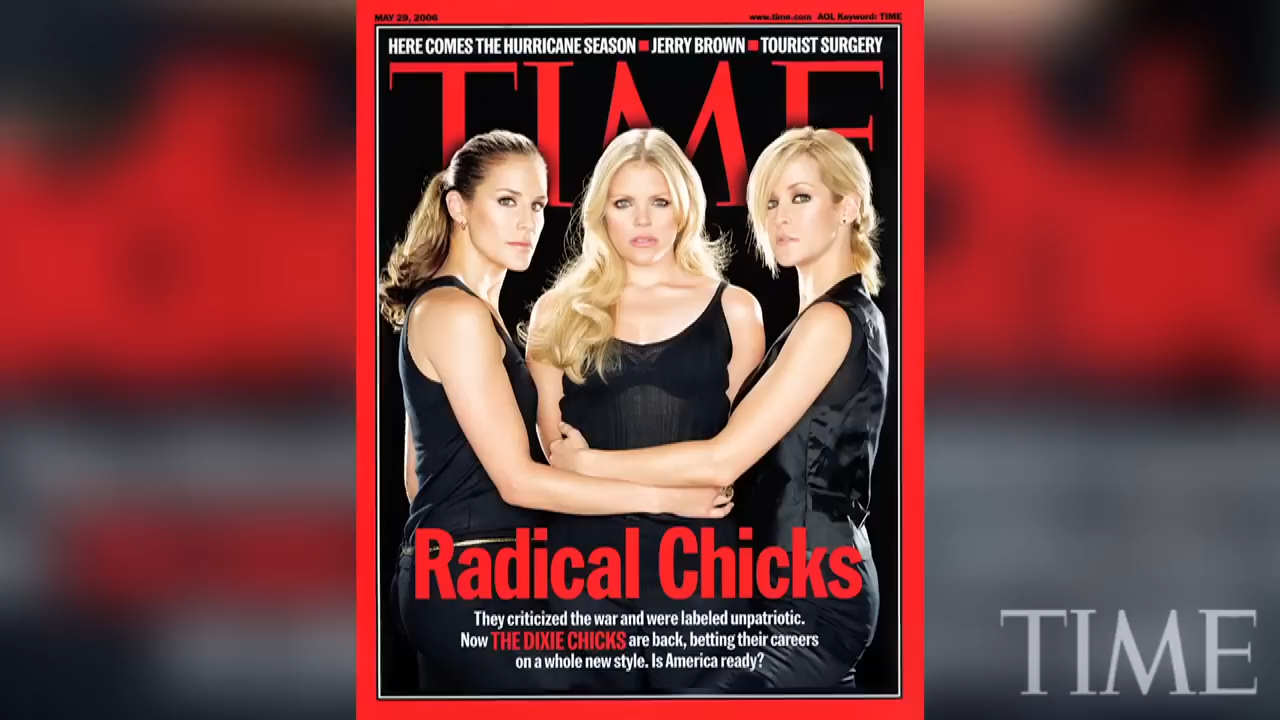 MAY 29, 2006
www.time.com AOL Keyword: TIME
HERE COMES THE HURRICANE SEASON ■ JERRY BROWN ■ TOURIST SURGERY
TIME
Radical Chicks
They criticized the war and were labeled unpatriotic.
Now THE DIXIE CHICKS are back, betting their careers
on a whole new style. Is America ready?
TIME